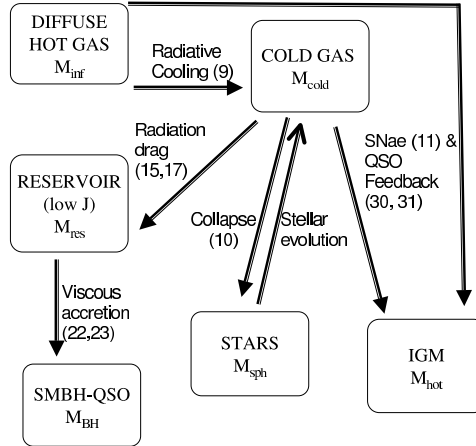 DIFFUSE
HOT GAS
M_inf
Radiative
Cooling (9)
COLD GAS
M_cold
Radiation
drag
(15,17)
SNae (11) &
QSO
Feedback
(30, 31)
RESERVOIR
(low J)
M_res
Collapse
(10)
Stellar
evolution
Viscous
accretion
(22,23)
STARS
M_sph
IGM
M_hot
SMBH-QSO
M_BH